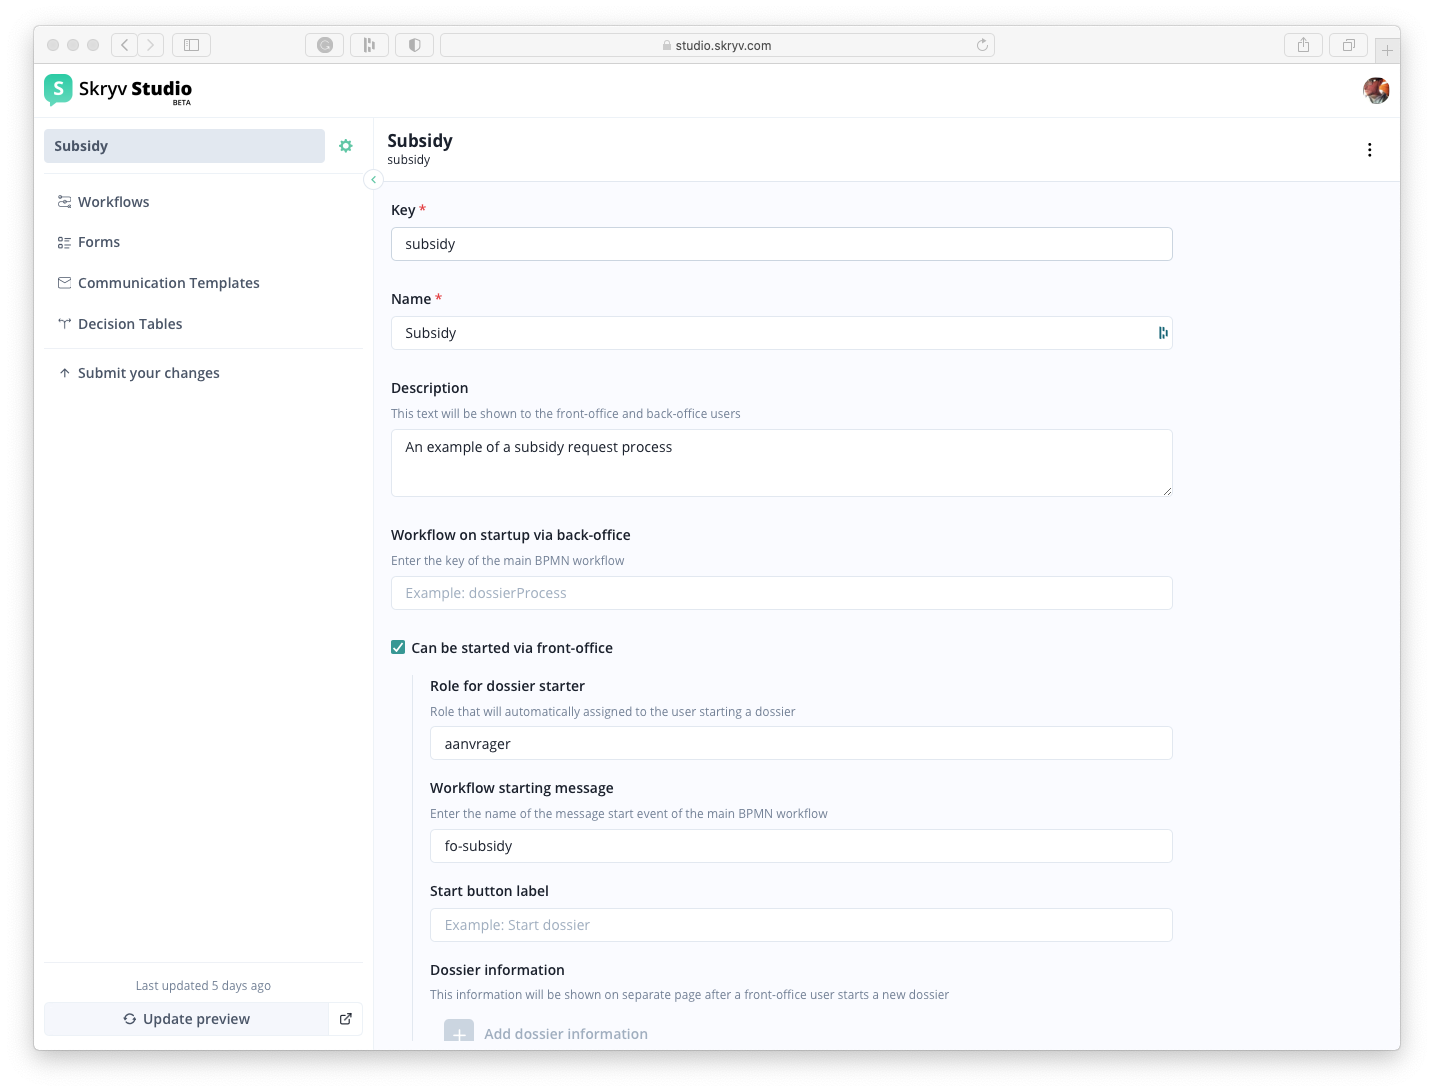 studio.skryv.com
S Skryv Studio
BETA
Subsidy
Workflows
Forms
Communication Templates
Decision Tables
Submit your changes
Last updated 5 days ago
Update preview
Subsidy
subsidy
Key *
subsidy
Name *
Subsidy
Description
This text will be shown to the front-office and back-office users
An example of a subsidy request process
Workflow on startup via back-office
Enter the key of the main BPMN workflow
Example: dossierProcess
Can be started via front-office
Role for dossier starter
Role that will automatically assigned to the user starting a dossier
aanvrager
Workflow starting message
Enter the name of the message start event of the main BPMN workflow
fo-subsidy
Start button label
Example: Start dossier
Dossier information
This information will be shown on separate page after a front-office user starts a new dossier
Add dossier information